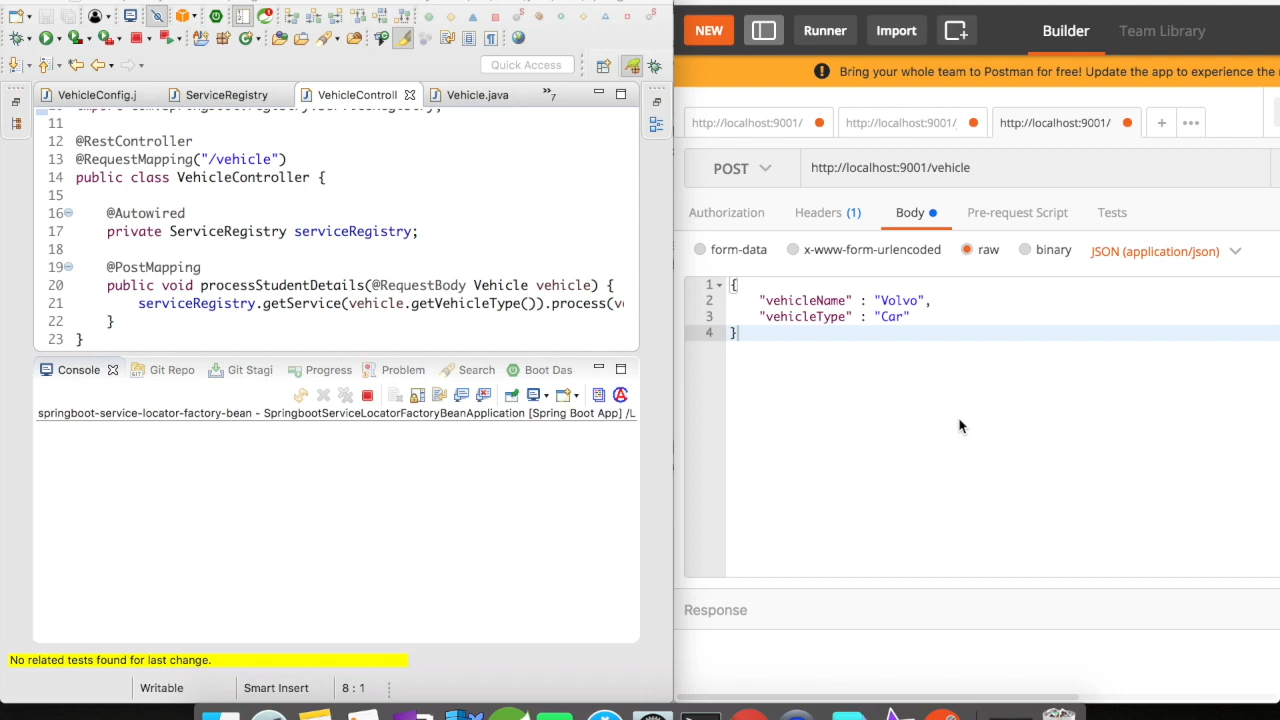 Quick Access
VehicleConfig.j
ServiceRegistry
VehicleControll
Vehicle.java
»7
11
12 @RestController
13 @RequestMapping("/vehicle")
14 public class VehicleController {
15
16 @Autowired
17 private ServiceRegistry serviceRegistry;
18
19 @PostMapping
20 public void processStudentDetails(@RequestBody Vehicle vehicle) {
21 serviceRegistry.getService(vehicle.getVehicleType()).process(v
22 }
23 }
Console
Git Repo
Git Stagi
Progress
Problem
Search
Boot Das
springboot-service-locator-factory-bean - SpringbootServiceLocatorFactoryBeanApplication [Spring Boot App] /L
No related tests found for last change.
Writable
Smart Insert
8 : 1
NEW
Runner
Import
Builder
Team Library
Bring your whole team to Postman for free! Update the app to experience the
http://localhost:9001/
http://localhost:9001/
http://localhost:9001/
POST
http://localhost:9001/vehicle
Authorization
Headers (1)
Body
Pre-request Script
Tests
form-data
x-www-form-urlencoded
raw
binary
JSON (application/json)
1 {
2 "vehicleName" : "Volvo",
3 "vehicleType" : "Car"
4 }
Response